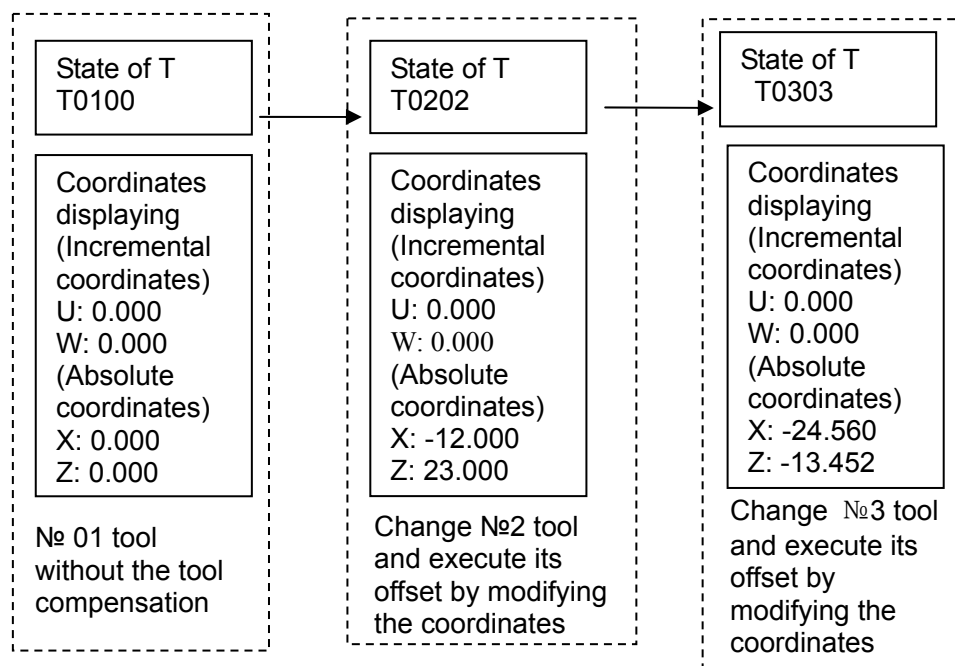 State of T
T0100
Coordinates
displaying
(Incremental
coordinates)
U: 0.000
W: 0.000
(Absolute
coordinates)
X: 0.000
Z: 0.000
№ 01 tool
without the tool
compensation
State of T
T0202
Coordinates
displaying
(Incremental
coordinates)
U: 0.000
W: 0.000
(Absolute
coordinates)
X: -12.000
Z: 23.000
Change №2 tool
and execute its
offset by modifying
the coordinates
State of T
T0303
Coordinates
displaying
(Incremental
coordinates)
U: 0.000
W: 0.000
(Absolute
coordinates)
X: -24.560
Z: -13.452
Change №3 tool
and execute its
offset by
modifying the
coordinates